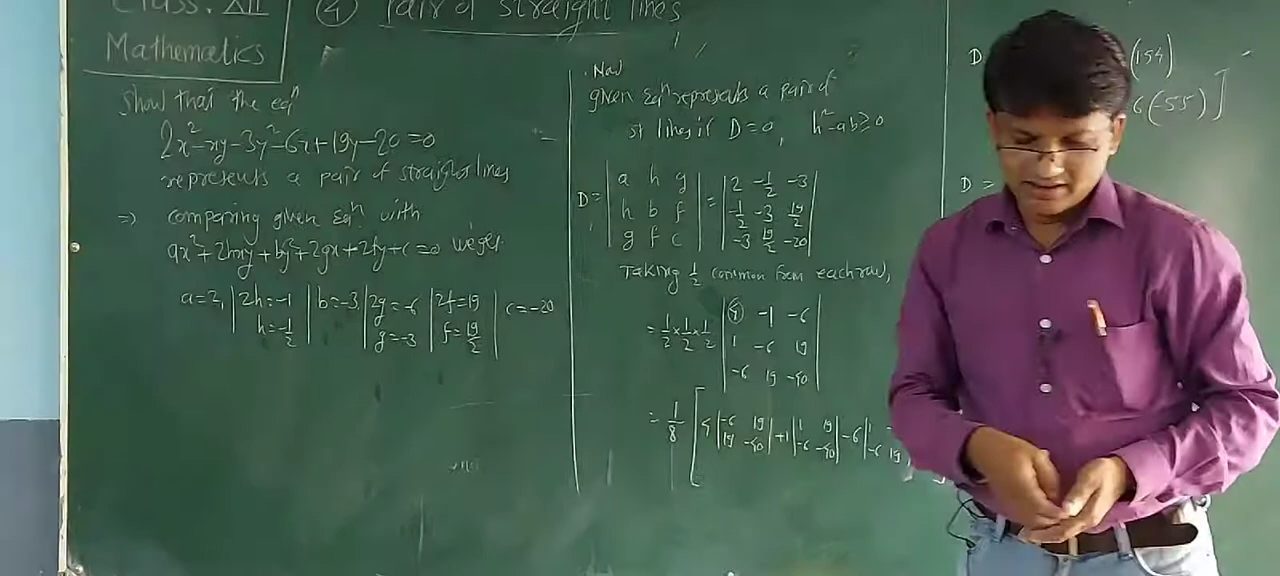 Class: XII
④ Pair of straight lines
Mathematics
Show that the eqⁿ
2x²-xy-3y²-6x+19y-20=0
represents a pair of straight lines
⇒ comparing given Eqⁿ with
ax²+2hxy+by²+2gx+2fy+c=0 we get
a=2, | 2h=-1 | b=-3 | 2g=-6 | 2f=19 | c=-20
h=-1/2 | g=-3 | f=19/2
. Now
given Eqⁿ represents a pair of
st lines if D=0, h²-ab≥0
D= | a h g | = | 2 -1/2 -3 |
| h b f | | -1/2 -3 19/2 |
| g f c | | -3 19/2 -20 |
Taking 1/2 common from each row,
= 1/2 × 1/2 × 1/2 | 4 -1 -6 |
| 1 -6 19 |
| -6 19 -40 |
= 1/8 [ 4 | -6 19 | +1 | 1 19 | -6 | 1
| 19 -40 | | -6 -40 | | -6 19
D
(154)
6(-55) ]
D =